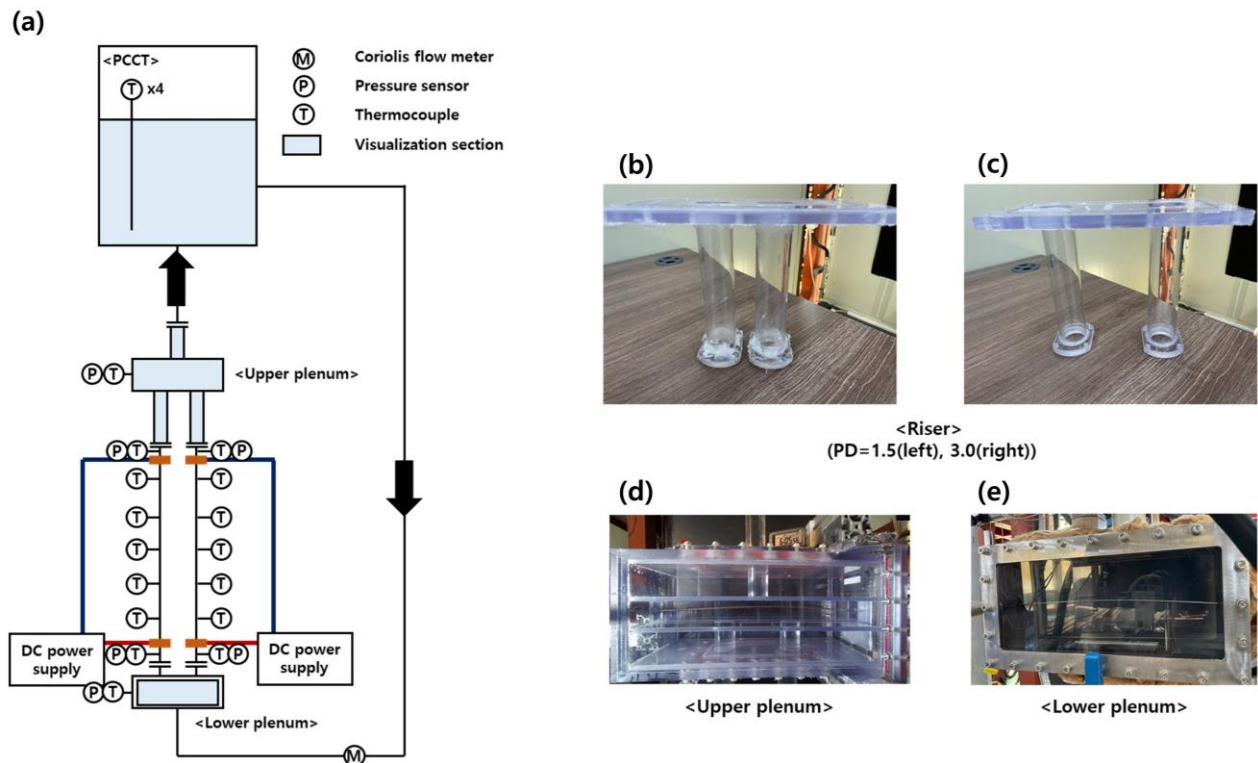 (a)
<PCCT>
T x4
M Coriolis flow meter
P Pressure sensor
T Thermocouple
Visualization section
P T
<Upper plenum>
P T
T P
T
T
T
T
T
T
T
T
T
T
DC power
supply
P T
T P
DC power
supply
P T
<Lower plenum>
M
(b)
(c)
<Riser>
(PD=1.5(left), 3.0(right))
(d)
(e)
<Upper plenum>
<Lower plenum>